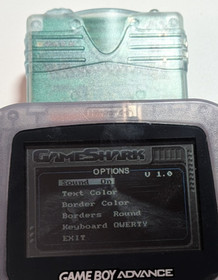 GAMESHARK
OPTIONS
V 1.0
Sound On
Text Color
Border Color
Borders Round
Keyboard QWERTY
EXIT
GAME BOY ADVANCE